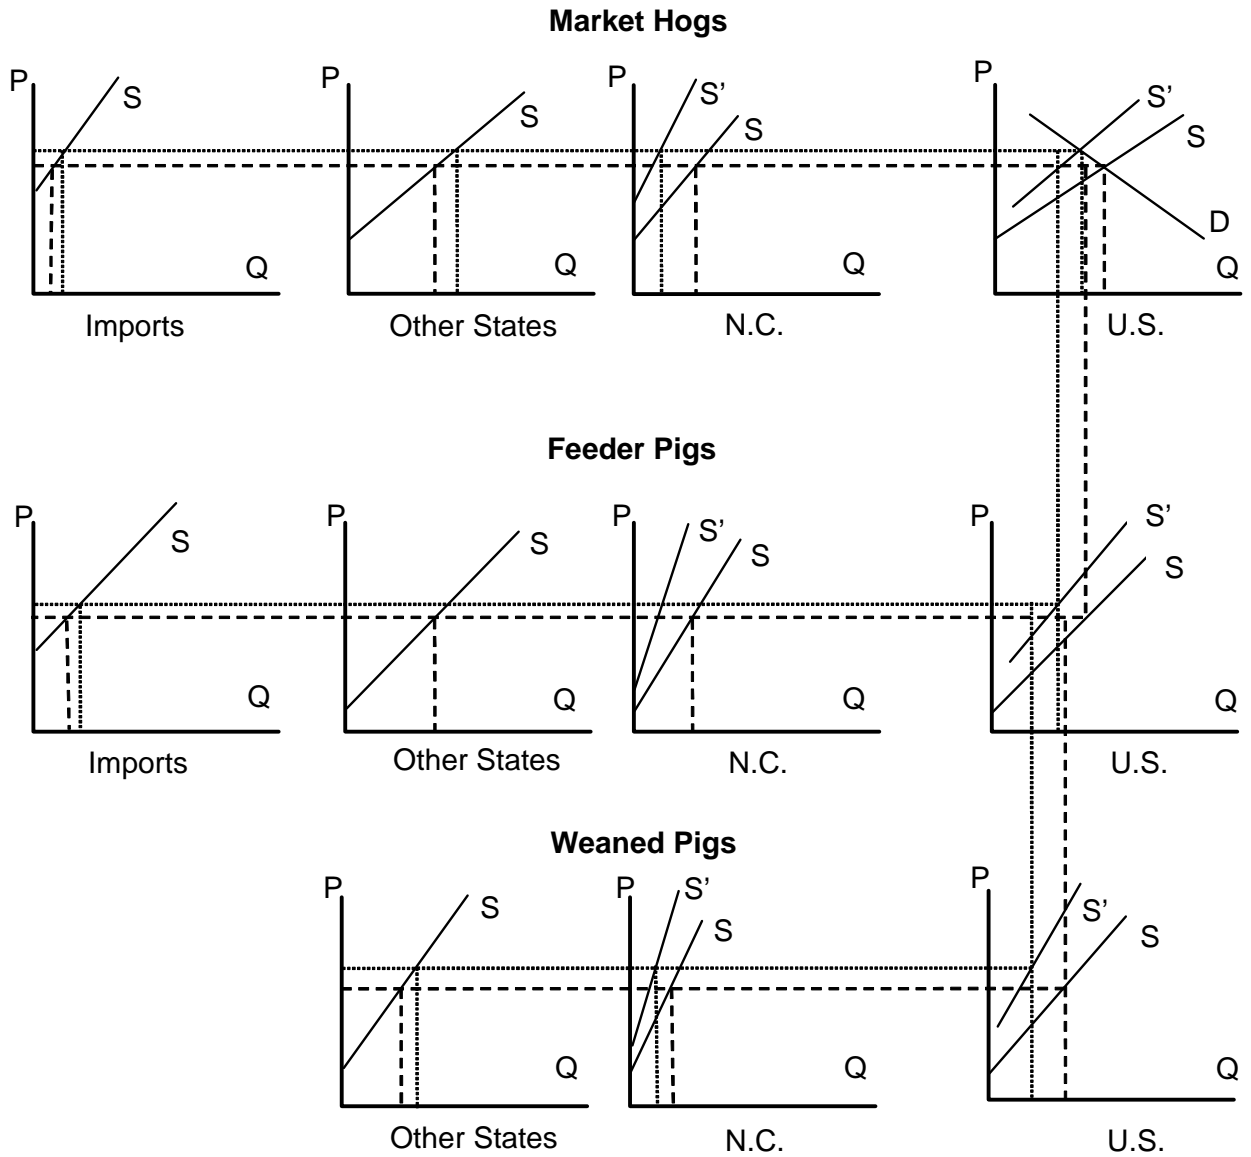 Market Hogs
P
S
Q
Imports
P
S
Q
Other States
P
S’
S
Q
N.C.
P
S’
S
D
Q
U.S.
Feeder Pigs
P
S
Q
Imports
P
S
Q
Other States
P
S’
S
Q
N.C.
P
S’
S
Q
U.S.
Weaned Pigs
P
S
Q
Other States
P
S’
S
Q
N.C.
P
S’
S
Q
U.S.